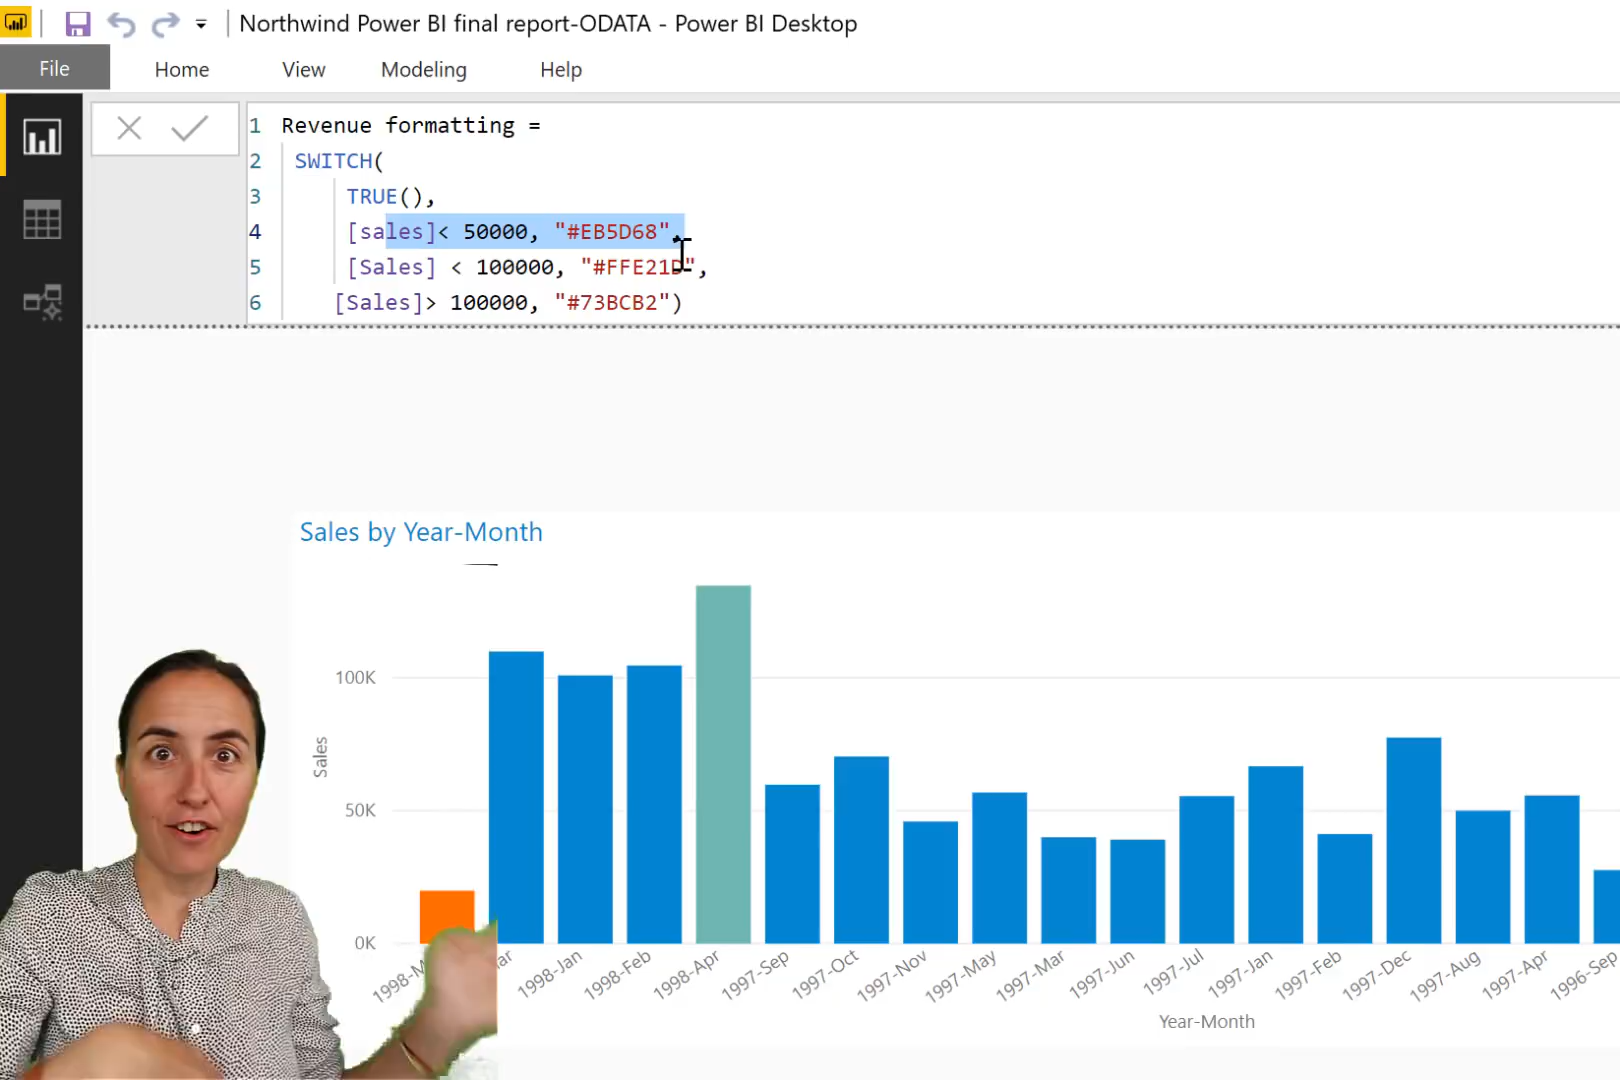 Northwind Power BI final report-ODATA - Power BI Desktop
File Home View Modeling Help
1 Revenue formatting =
2 SWITCH(
3 TRUE(),
4 [sales]< 50000, "#EB5D68",
5 [Sales] < 100000, "#FFE21D",
6 [Sales]> 100000, "#73BCB2")
Sales by Year-Month
100K
50K
0K
Sales
1998-Jan 1998-Feb 1998-Apr 1997-Sep 1997-Oct 1997-Nov 1997-May 1997-Mar 1997-Jun 1997-Jul 1997-Jan 1997-Feb 1997-Dec 1997-Aug 1997-Apr 1996-Sep
Year-Month